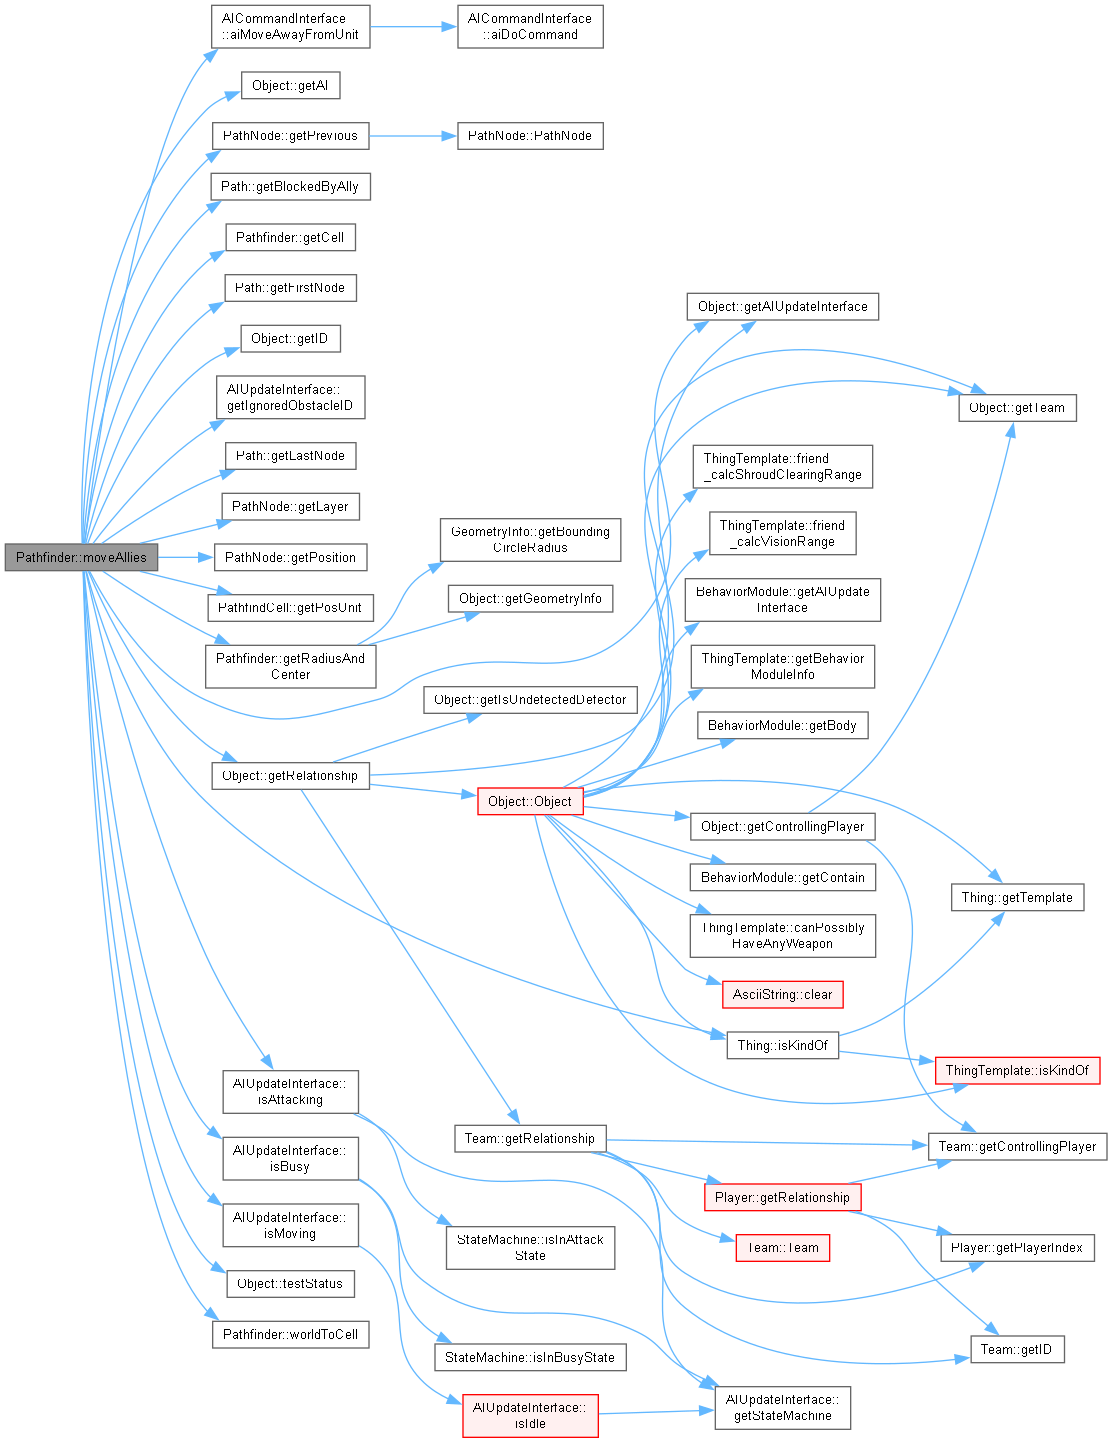 AICommandInterface
::aiMoveAwayFromUnit
AICommandInterface
::aiDoCommand
Object::getAI
PathNode::getPrevious
PathNode::PathNode
Path::getBlockedByAlly
Pathfinder::getCell
Path::getFirstNode
Object::getID
AIUpdateInterface::
getIgnoredObstacleID
Path::getLastNode
PathNode::getLayer
Pathfinder::moveAllies
PathNode::getPosition
PathfindCell::getPosUnit
Pathfinder::getRadiusAnd
Center
GeometryInfo::getBounding
CircleRadius
Object::getGeometryInfo
Object::getIsUndetectedDetector
Object::getRelationship
Object::Object
Object::getAIUpdateInterface
Object::getTeam
ThingTemplate::friend
_calcShroudClearingRange
ThingTemplate::friend
_calcVisionRange
BehaviorModule::getAIUpdate
Interface
ThingTemplate::getBehavior
ModuleInfo
BehaviorModule::getBody
Object::getControllingPlayer
BehaviorModule::getContain
Thing::getTemplate
ThingTemplate::canPossibly
HaveAnyWeapon
AsciiString::clear
Thing::isKindOf
ThingTemplate::isKindOf
AIUpdateInterface::
isAttacking
Team::getRelationship
Team::getControllingPlayer
AIUpdateInterface::
isBusy
Player::getRelationship
AIUpdateInterface::
isMoving
StateMachine::isInAttack
State
Team::Team
Player::getPlayerIndex
Object::testStatus
Pathfinder::worldToCell
StateMachine::isInBusyState
Team::getID
AIUpdateInterface::
isIdle
AIUpdateInterface::
getStateMachine